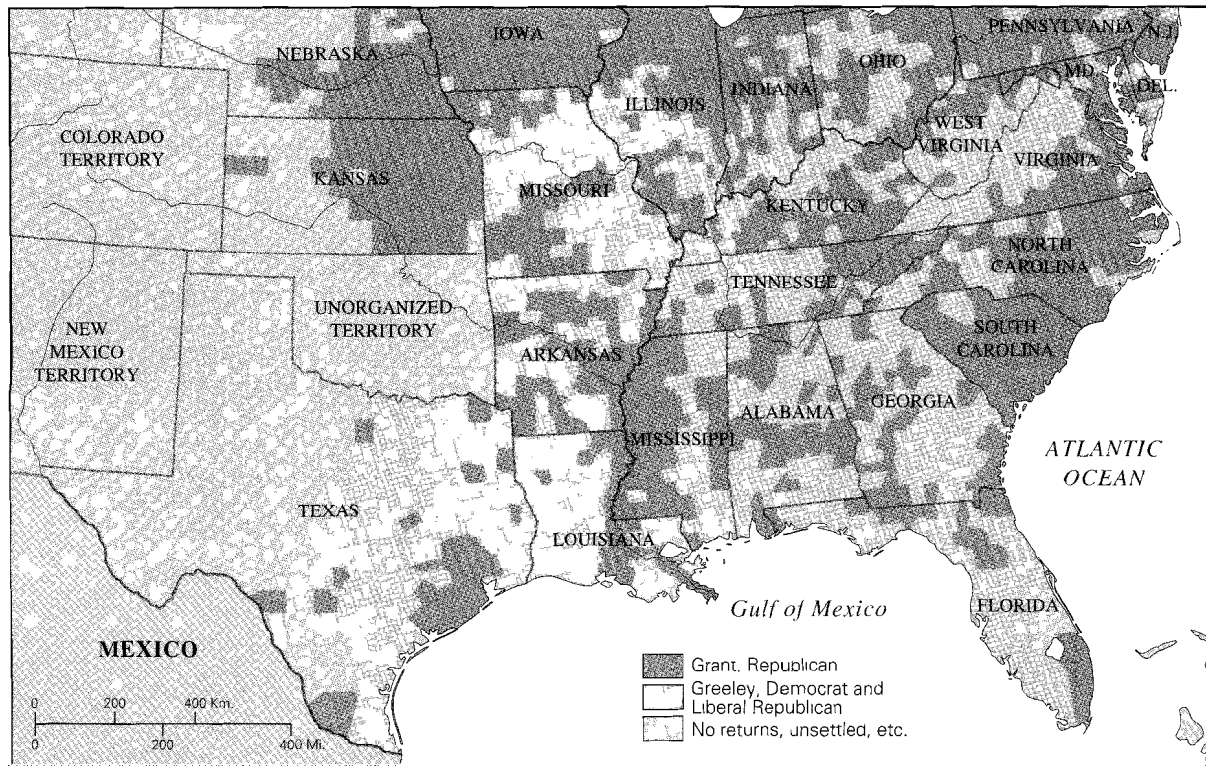 IOWA
PENNSYLVANIA
N.J.
NEBRASKA
OHIO
MD.
INDIANA
DEL.
ILLINOIS
COLORADO
TERRITORY
WEST
VIRGINIA
VIRGINIA
KANSAS
MISSOURI
KENTUCKY
NORTH
CAROLINA
TENNESSEE
UNORGANIZED
TERRITORY
NEW
MEXICO
TERRITORY
SOUTH
CAROLINA
ARKANSAS
GEORGIA
ALABAMA
MISSISSIPPI
ATLANTIC
OCEAN
TEXAS
LOUISIANA
Gulf of Mexico
FLORIDA
MEXICO
Grant, Republican
Greeley, Democrat and
Liberal Republican
No returns, unsettled, etc.
0 200 400 Km.
0 200 400 Mi.